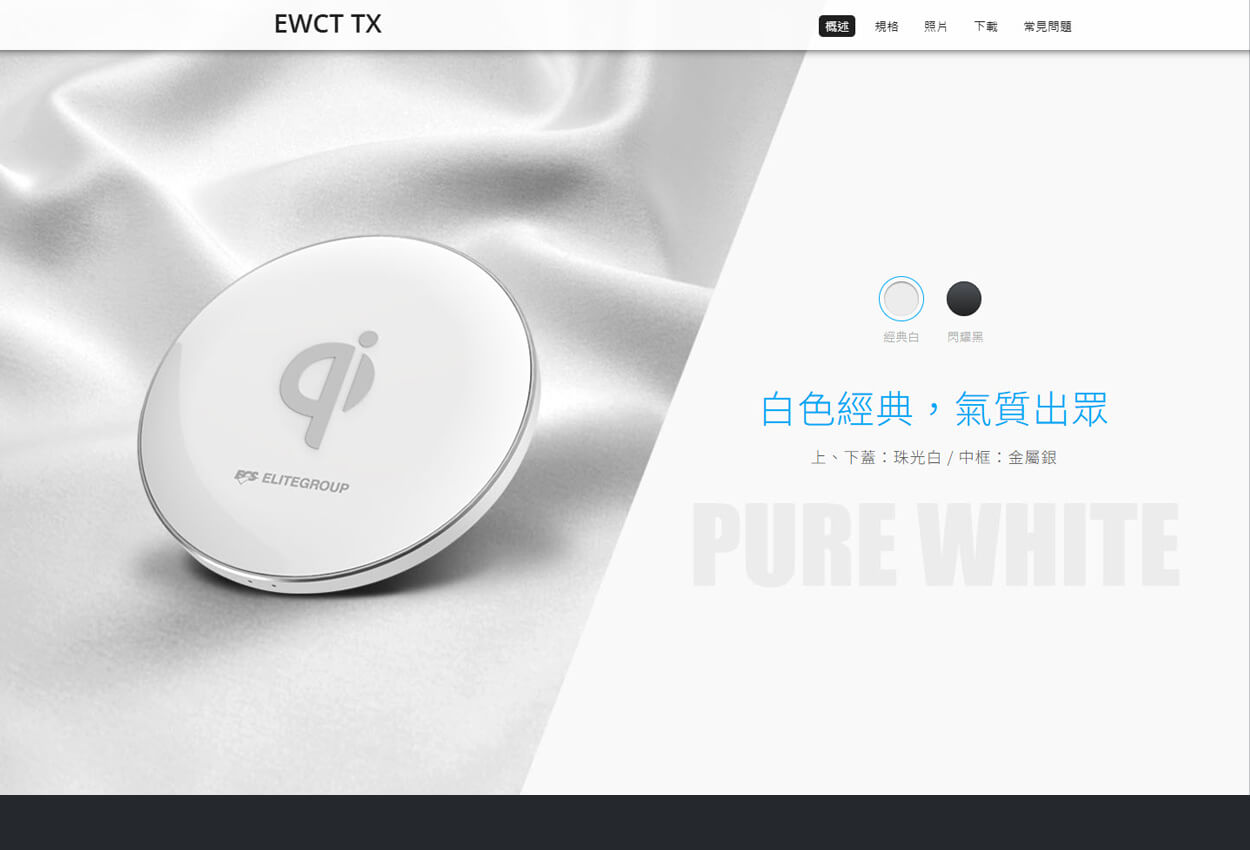 EWCT TX
概述 規格 照片 下載 常見問題
qi
ECS ELITEGROUP
經典白 閃耀黑
白色經典，氣質出眾
上、下蓋：珠光白 / 中框：金屬銀
PURE WHITE